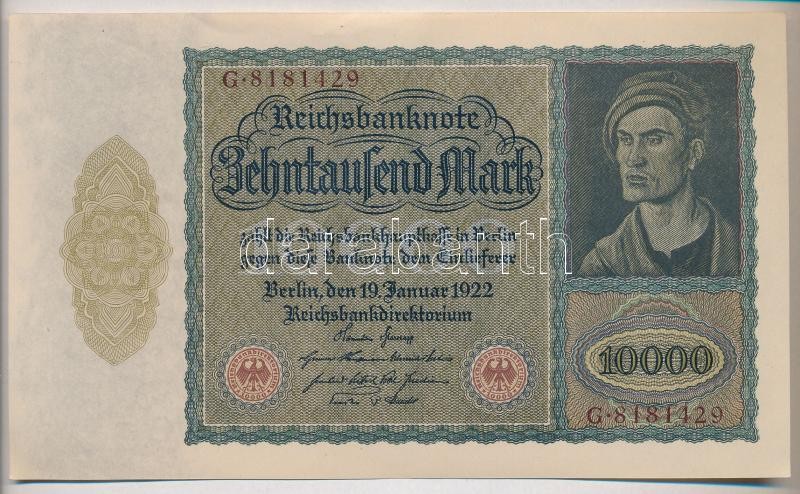 G·8181429
Reichsbanknote
Zehntauſend Mark
zahlt die Reichsbankhauptkaſſe in Berlin
gegen dieſe Banknote dem Einlieferer
Berlin, den 19. Januar 1922
Reichsbankdirektorium
10000
G·8181429
darabanth